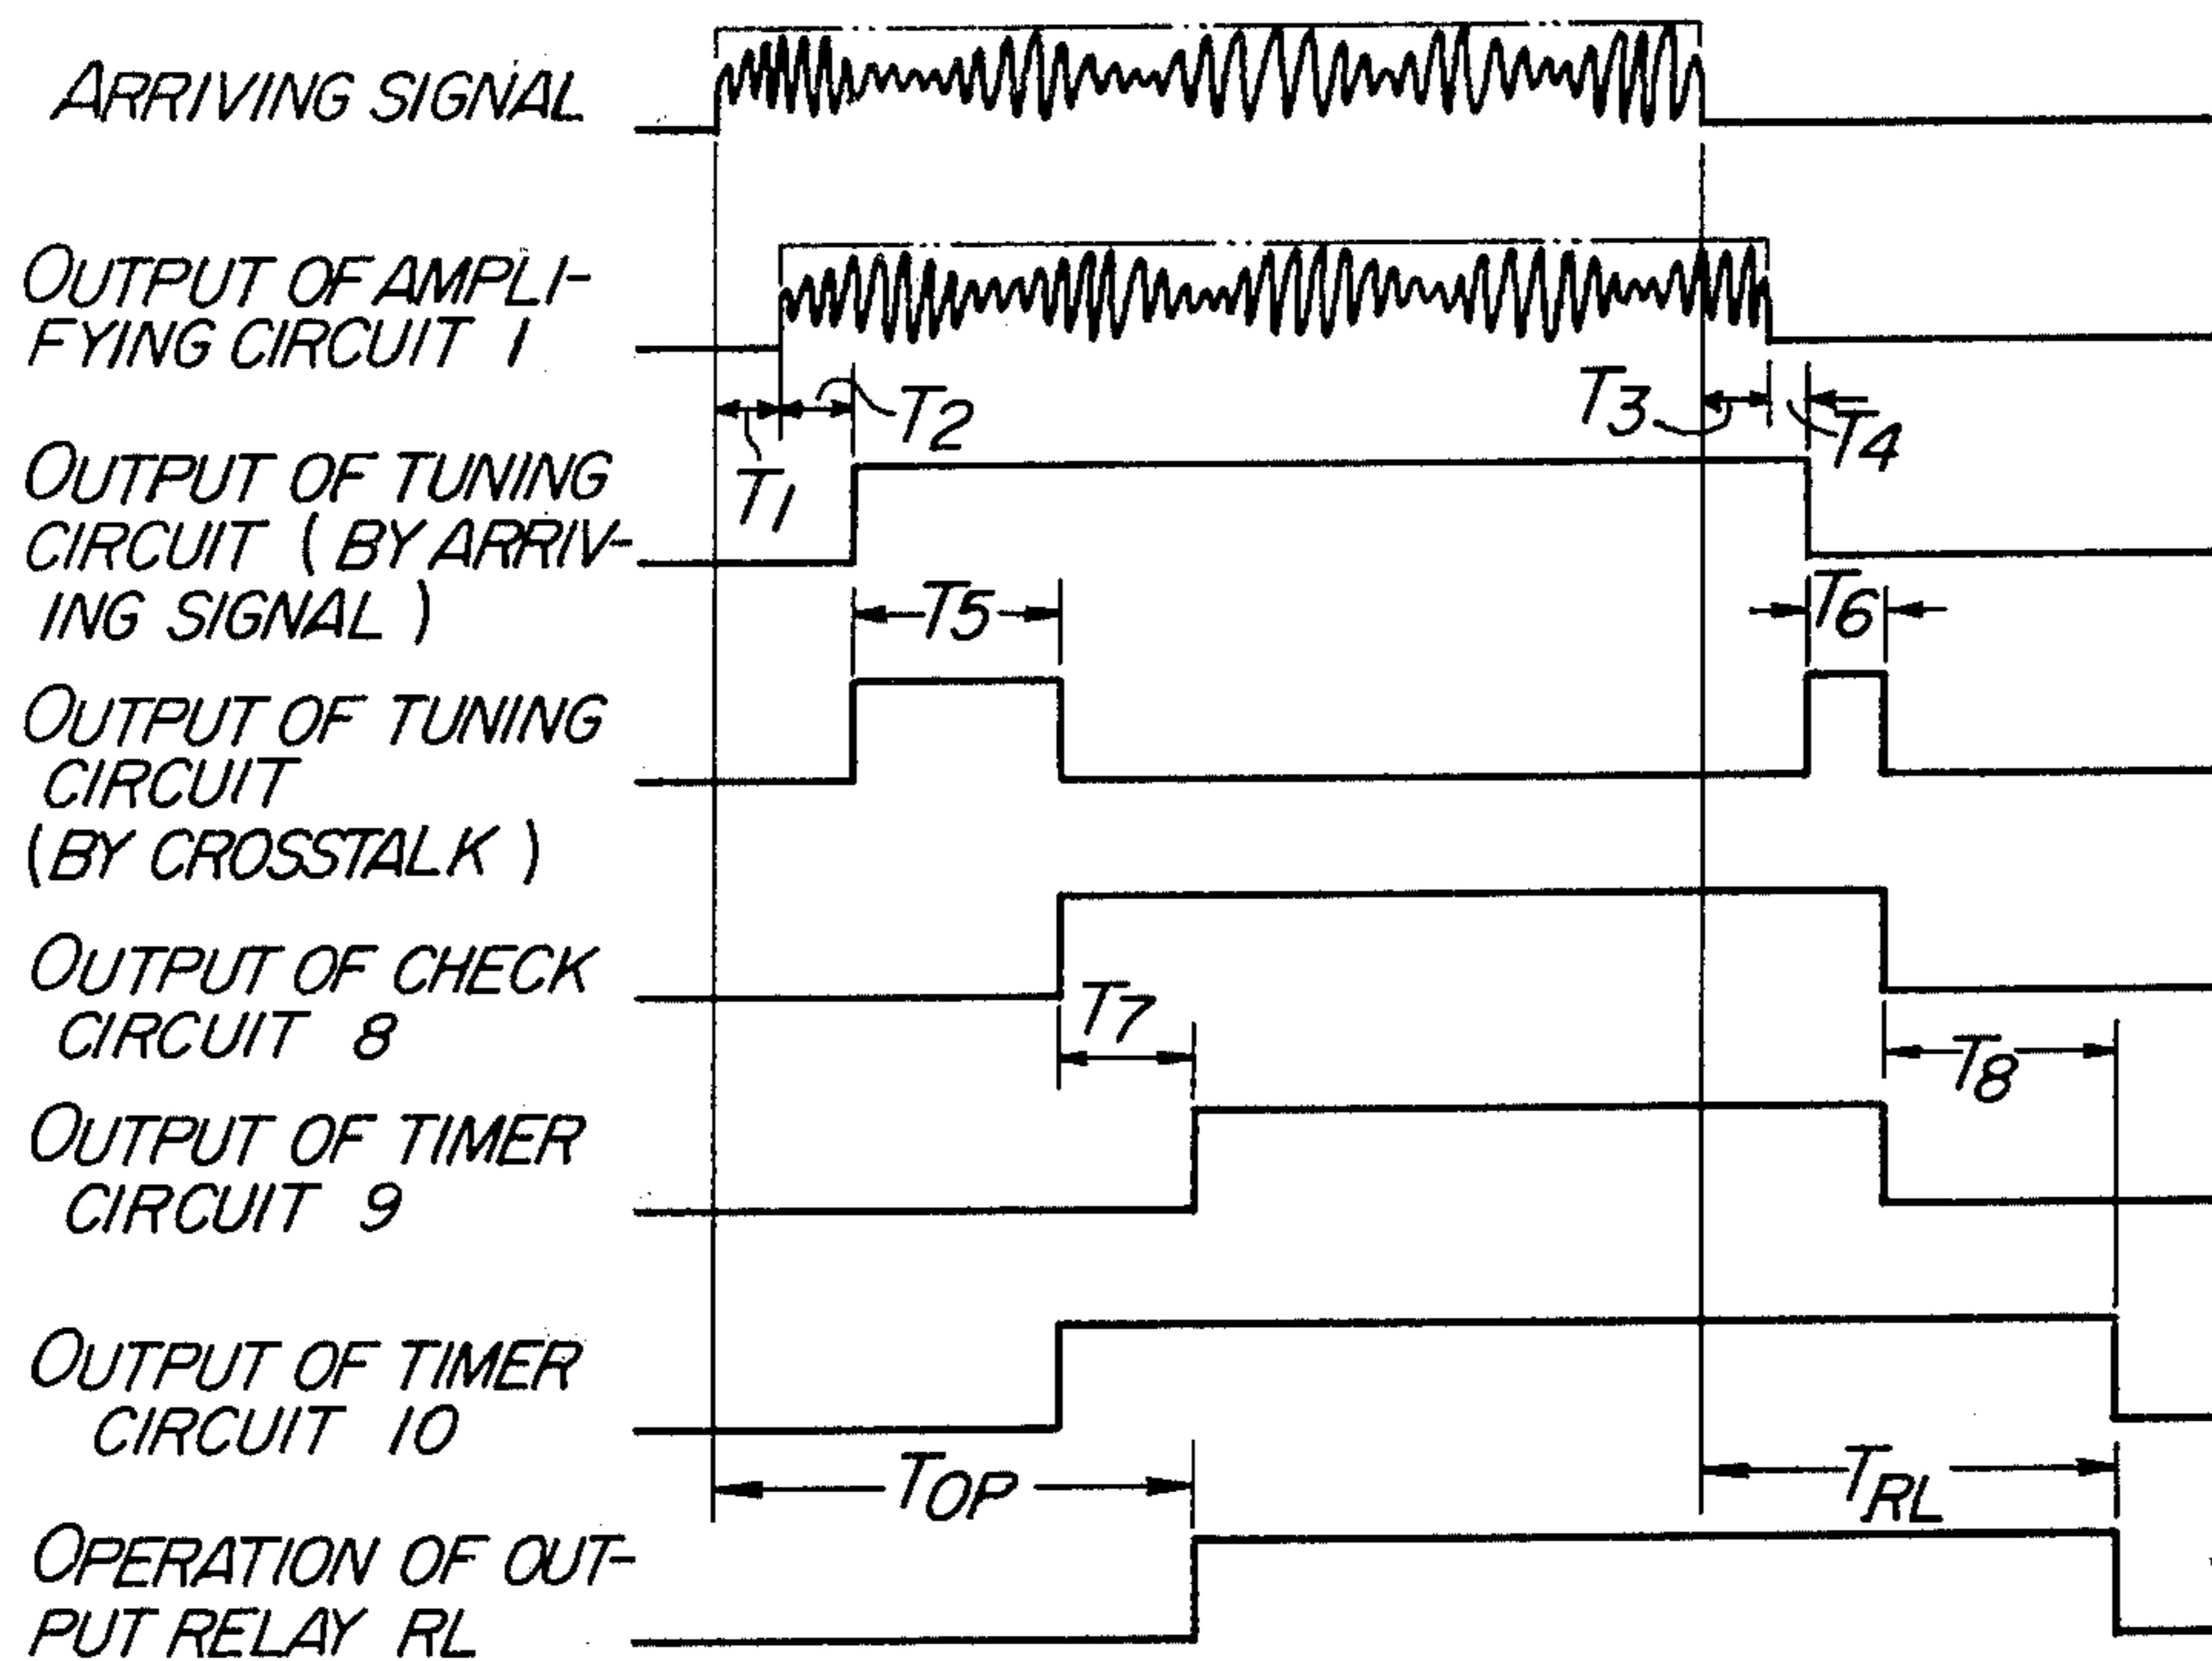 ARRIVING SIGNAL
OUTPUT OF AMPLI-
FYING CIRCUIT 1
T1
T2
T3
T4
OUTPUT OF TUNING
CIRCUIT ( BY ARRIV-
ING SIGNAL )
T5
T6
OUTPUT OF TUNING
CIRCUIT
(BY CROSSTALK )
OUTPUT OF CHECK
CIRCUIT 8
T7
T8
OUTPUT OF TIMER
CIRCUIT 9
OUTPUT OF TIMER
CIRCUIT 10
TOP
TRL
OPERATION OF OUT-
PUT RELAY RL